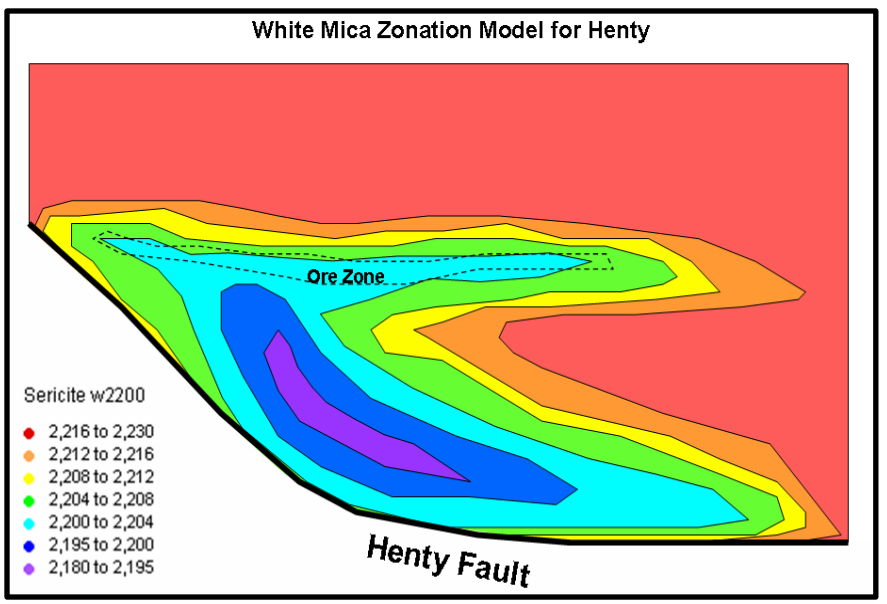 White Mica Zonation Model for Henty
Ore Zone
Sericite w2200
2,216 to 2,230
2,212 to 2,216
2,208 to 2,212
2,204 to 2,208
2,200 to 2,204
2,195 to 2,200
2,180 to 2,195
Henty Fault